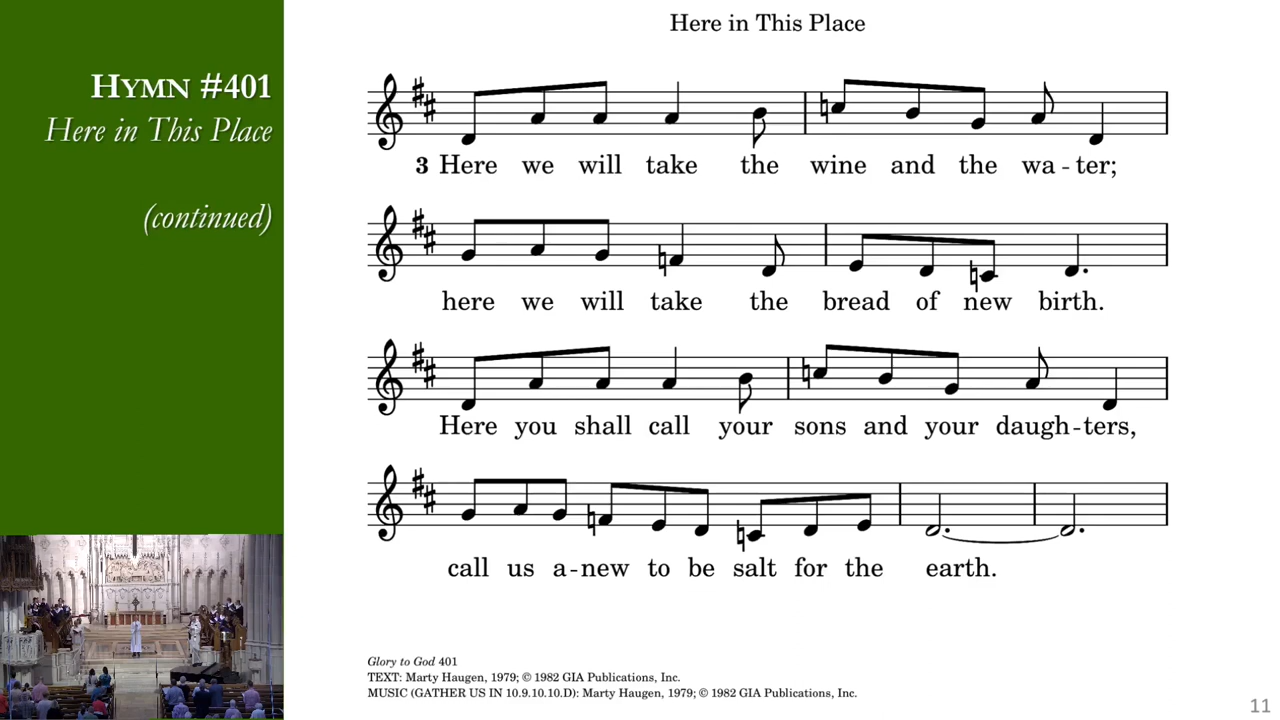 HYMN #401
Here in This Place
(continued)
Here in This Place
3 Here we will take the wine and the wa - ter;
here we will take the bread of new birth.
Here you shall call your sons and your daugh - ters,
call us a - new to be salt for the earth.
Glory to God 401
TEXT: Marty Haugen, 1979; © 1982 GIA Publications, Inc.
MUSIC (GATHER US IN 10.9.10.10.D): Marty Haugen, 1979; © 1982 GIA Publications, Inc.
11